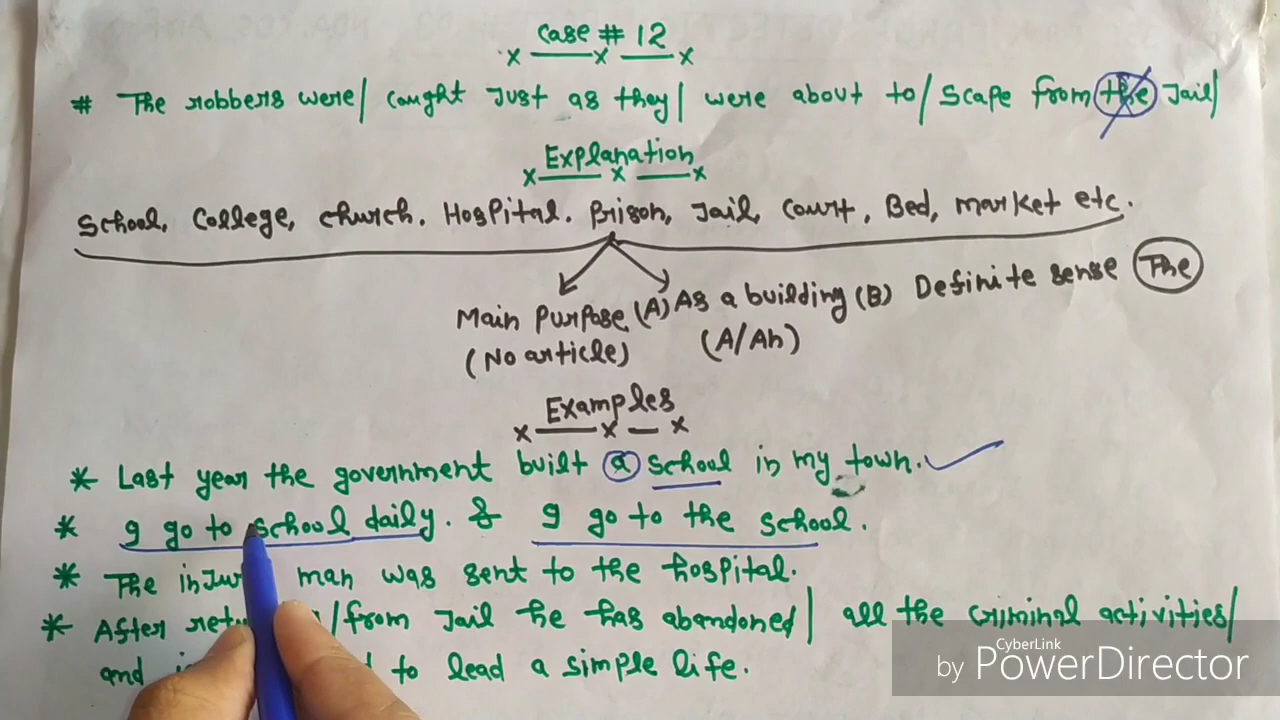 Case # 12
# The robbers were/ caught Just as they/ were about to/ Scape from the Jail/
Explanation
School, College, church. Hospital. Prison, Jail, Court, Bed, market etc.
Main Purpose (A) As a building (B) Definite sense The
(No article) (A/An)
Examples
* Last year the government built a school in my town.
* I go to school daily. & I go to the school.
* The man was sent to the hospital.
* After /from Jail he has abandoned/ all the criminal activities/
and to lead a simple life.
CyberLink
by PowerDirector